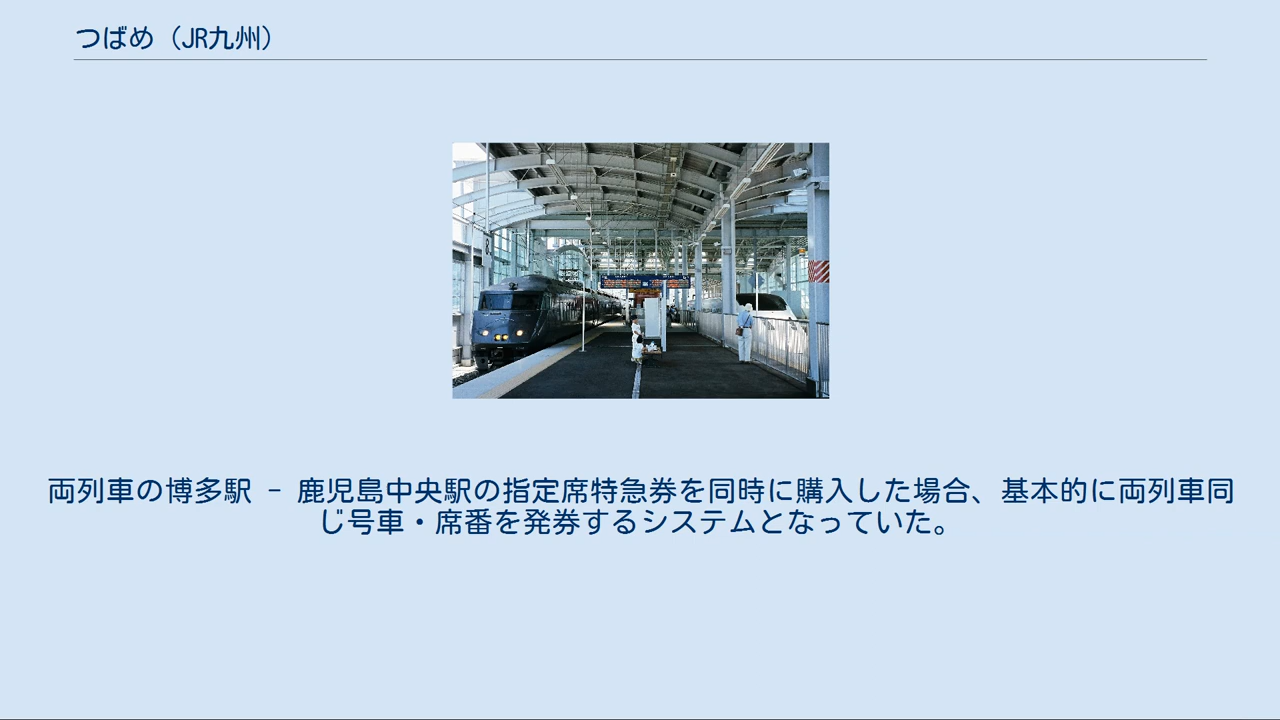 つばめ（JR九州）
両列車の博多駅 - 鹿児島中央駅の指定席特急券を同時に購入した場合、基本的に両列車同
じ号車・席番を発券するシステムとなっていた。